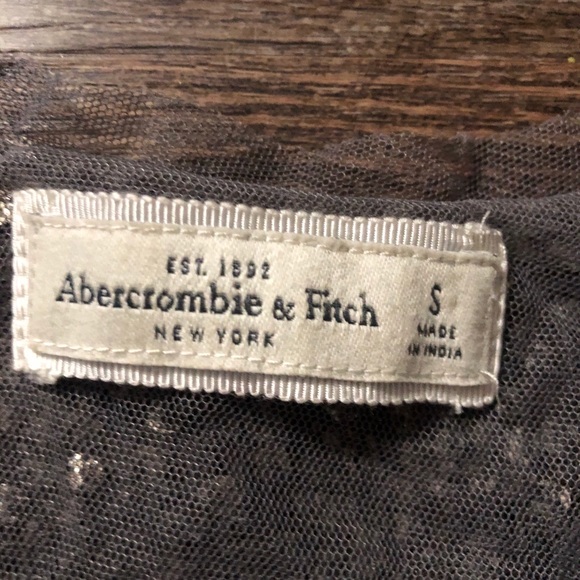 EST. 1892
Abercrombie & Fitch
NEW YORK
S
MADE
IN INDIA